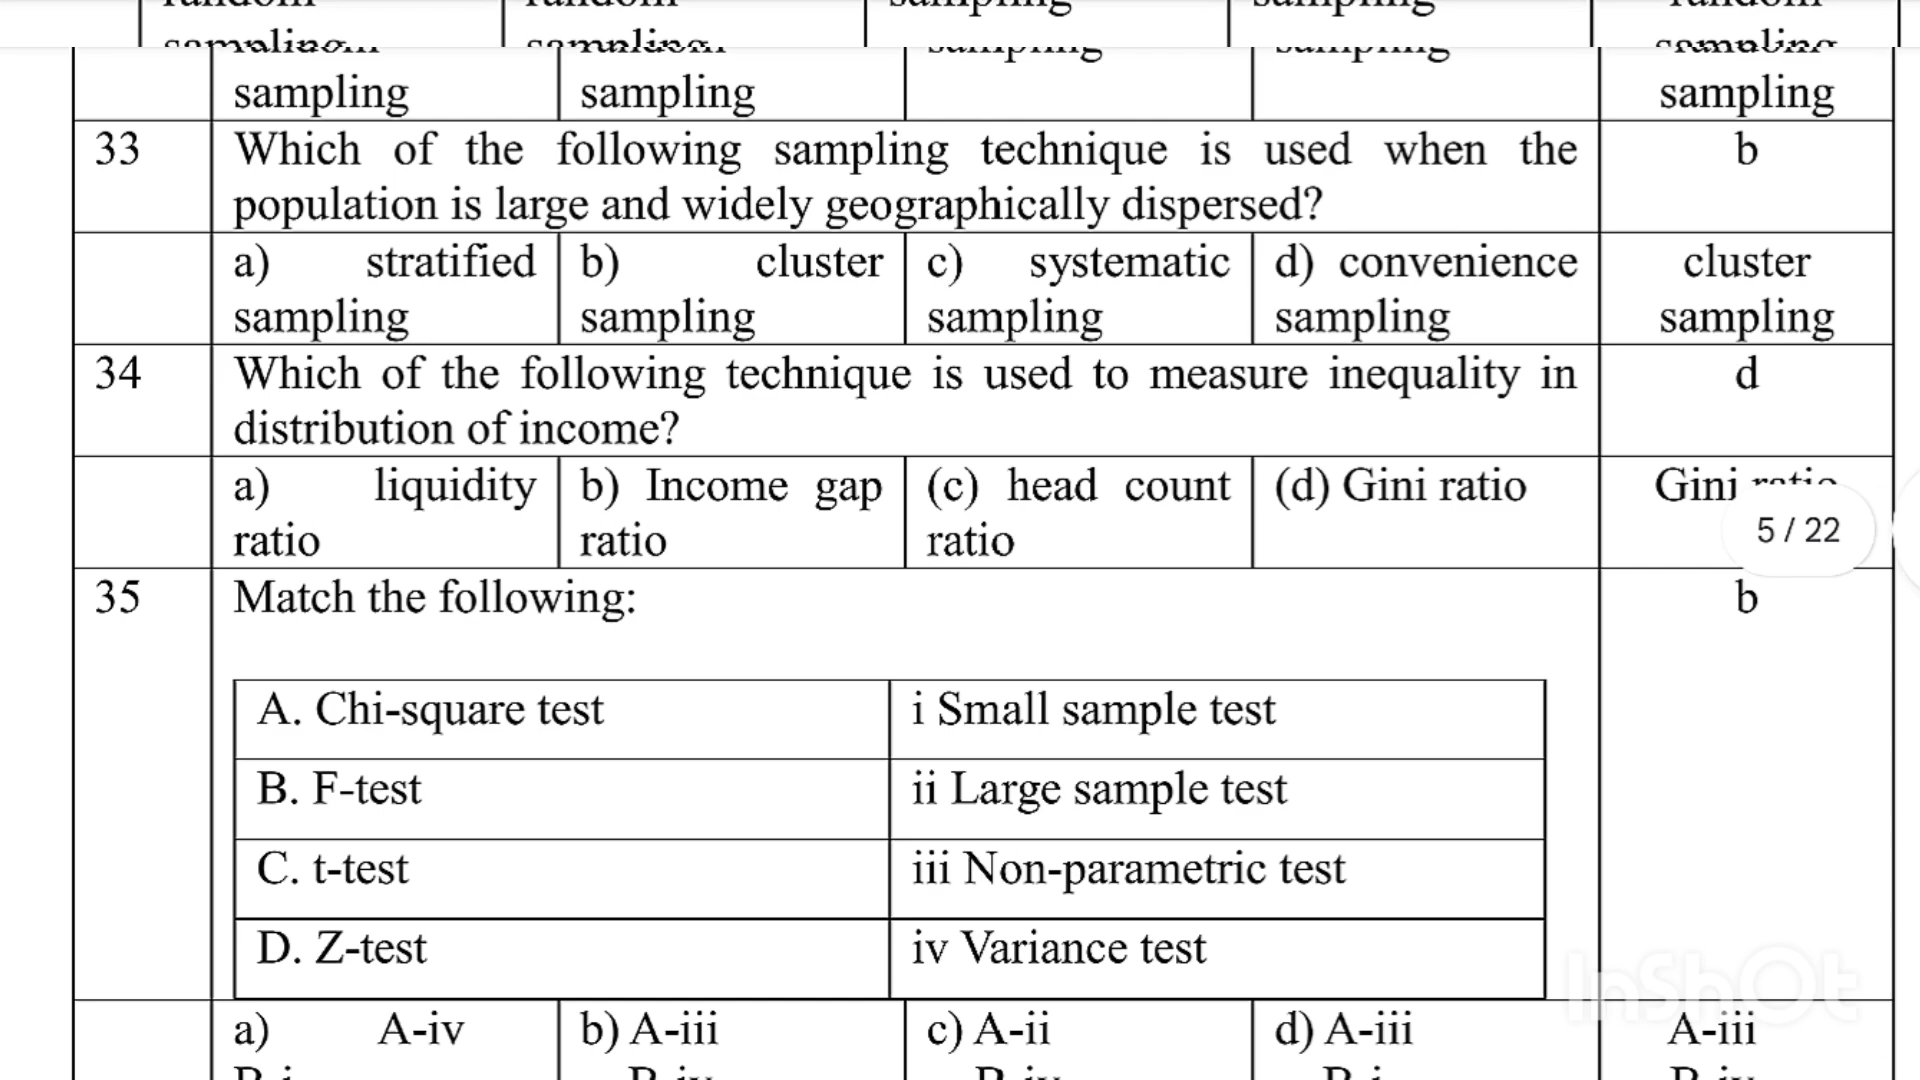 sampling sampling sampling
33 Which of the following sampling technique is used when the b
population is large and widely geographically dispersed?
a) stratified b) cluster c) systematic d) convenience cluster
sampling sampling sampling sampling sampling
34 Which of the following technique is used to measure inequality in d
distribution of income?
a) liquidity b) Income gap (c) head count (d) Gini ratio Gini ratio
ratio ratio ratio
5 / 22
35 Match the following: b
A. Chi-square test i Small sample test
B. F-test ii Large sample test
C. t-test iii Non-parametric test
D. Z-test iv Variance test
InShOt
a) A-iv b) A-iii c) A-ii d) A-iii A-iii